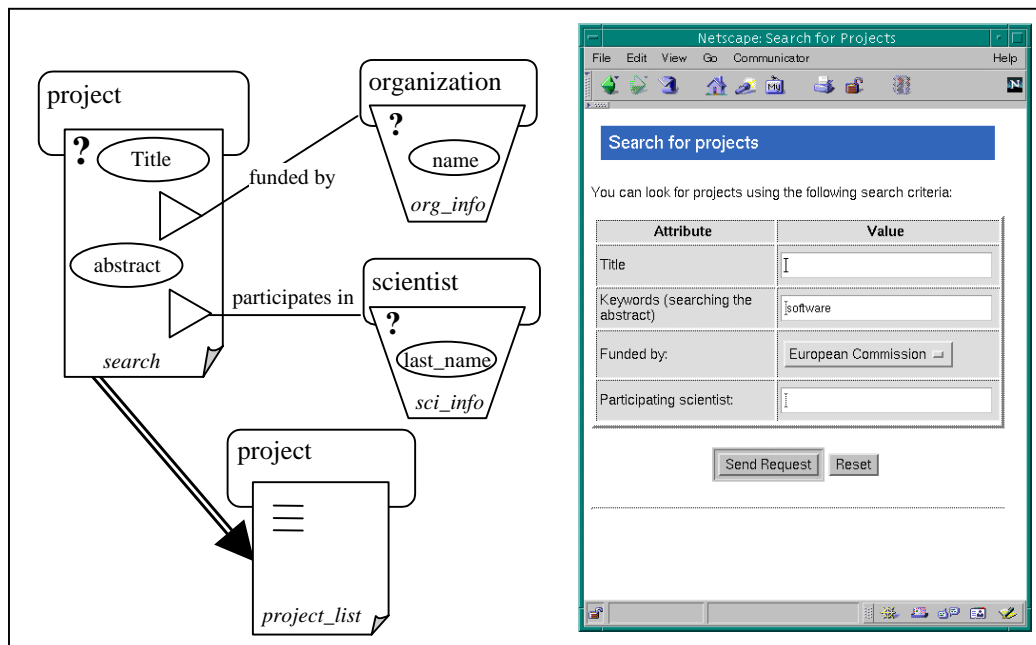 project
?
Title
abstract
search
organization
?
name
org_info
funded by
scientist
participates in
?
last_name
sci_info
project
project_list
Netscape: Search for Projects
File Edit View Go Communicator Help
My
N
Search for projects
You can look for projects using the following search criteria:
Attribute Value
Title
Keywords (searching the
abstract)
software
Funded by: European Commission
Participating scientist:
Send Request Reset